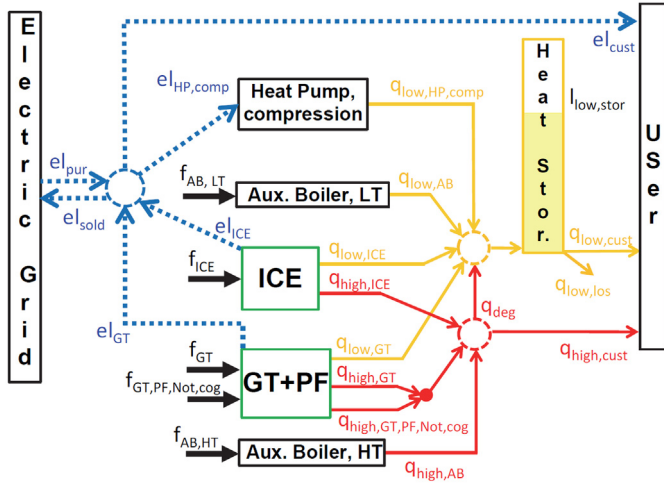 Electric Grid
el_cust
User
Heat Stor.
el_HP,comp
Heat Pump,
compression
q_low,HP,comp
l_low,stor
el_pur
f_AB, LT
Aux. Boiler, LT
q_low,AB
el_sold
el_ICE
q_low,ICE
q_low,cust
f_ICE
ICE
q_high,ICE
q_low,los
q_deg
el_GT
q_low,GT
f_GT
GT+PF
q_high,GT
q_high,cust
f_GT,PF,Not,cog
q_high,GT,PF,Not,cog
f_AB,HT
Aux. Boiler, HT
q_high,AB